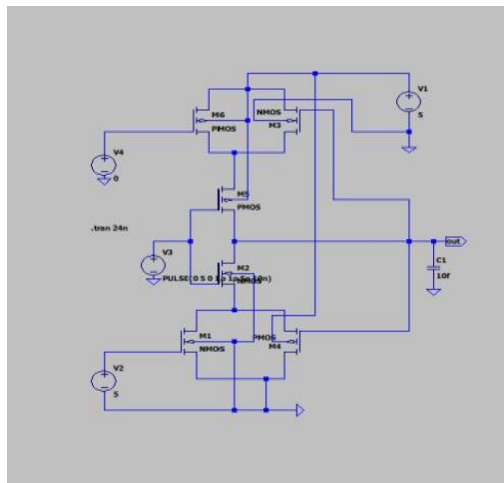 V1
5
M6
PMOS
NMOS
M3
V4
0
M5
PMOS
.tran 24n
V3
out
M2
NMOS
C1
10f
M1
NMOS
PMOS
M4
V2
5